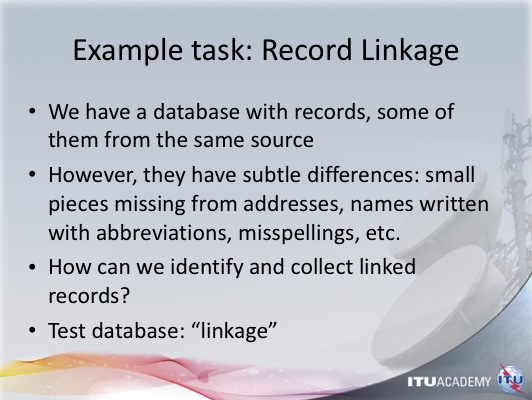 Example task: Record Linkage
• We have a database with records, some of
them from the same source
• However, they have subtle differences: small
pieces missing from addresses, names written
with abbreviations, misspellings, etc.
• How can we identify and collect linked
records?
• Test database: “linkage”
ITUACADEMY ITU